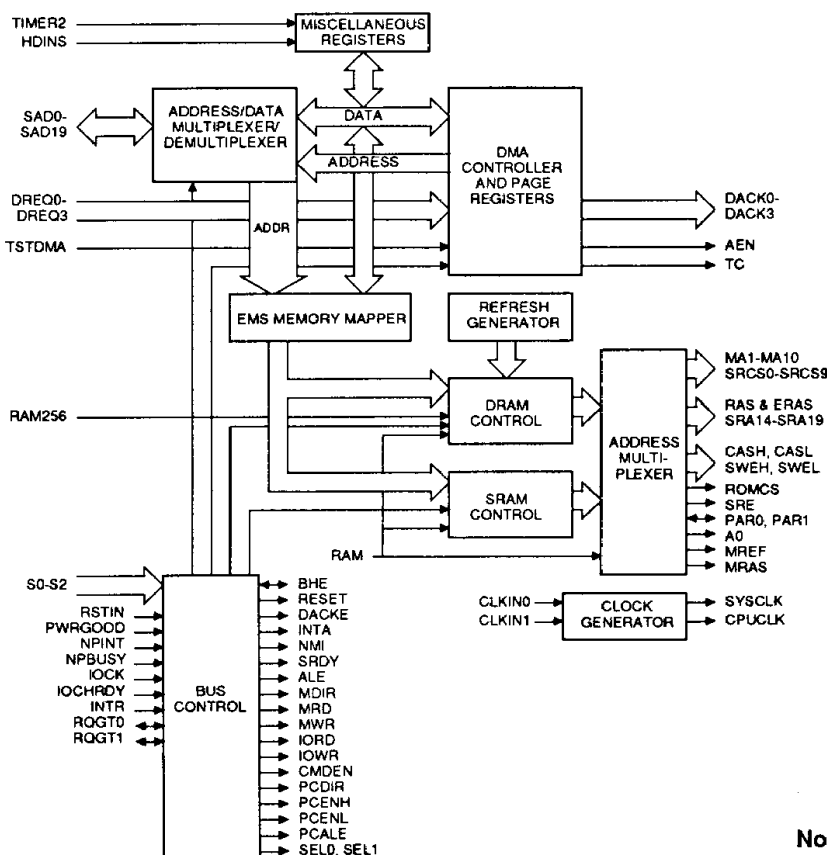 TIMER2
HDINS
MISCELLANEOUS
REGISTERS
SAD0-
SAD19
ADDRESS/DATA
MULTIPLEXER/
DEMULTIPLEXER
DATA
ADDRESS
DMA
CONTROLLER
AND PAGE
REGISTERS
DREQ0-
DREQ3
ADDR
DACK0-
DACK3
TSTDMA
AEN
TC
EMS MEMORY MAPPER
REFRESH
GENERATOR
RAM256
DRAM
CONTROL
SRAM
CONTROL
RAM
ADDRESS
MULTI-
PLEXER
MA1-MA10
SRCS0-SRCS9
RAS & ERAS
SRA14-SRA19
CASH, CASL
SWEH, SWEL
ROMCS
SRE
PAR0, PAR1
A0
MREF
MRAS
CLKIN0
CLKIN1
CLOCK
GENERATOR
SYSCLK
CPUCLK
S0-S2
RSTIN
PWRGOOD
NPINT
NPBUSY
IOCK
IOCHRDY
INTR
RQGT0
RQGT1
BUS
CONTROL
BHE
RESET
DACKE
INTA
NMI
SRDY
ALE
MDIR
MRD
MWR
IORD
IOWR
CMDEN
PCDIR
PCENH
PCENL
PCALE
SEL0, SEL1
No